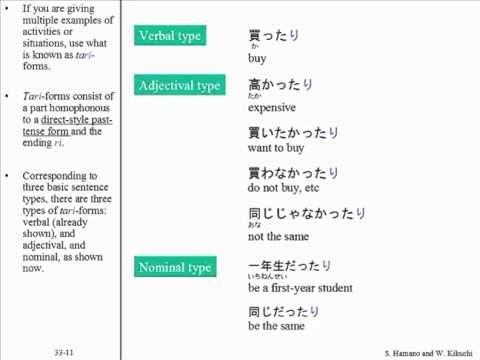 • If you are giving
multiple examples of
activities or
situations, use what
is known as tari-
forms.
• Tari-forms consist of
a part homophonous
to a direct-style past-
tense form and the
ending ri.
• Corresponding to
three basic sentence
types, there are three
types of tari-forms:
verbal (already
shown), and
adjectival, and
nominal, as shown
now.
33-11
Verbal type
買ったり
か
buy
Adjectival type
高かったり
たか
expensive
買いたかったり
want to buy
買わなかったり
do not buy, etc
同じじゃなかったり
おな
not the same
Nominal type
一年生だったり
いちねんせい
be a first-year student
同じだったり
be the same
S. Hamano and W. Kikuchi